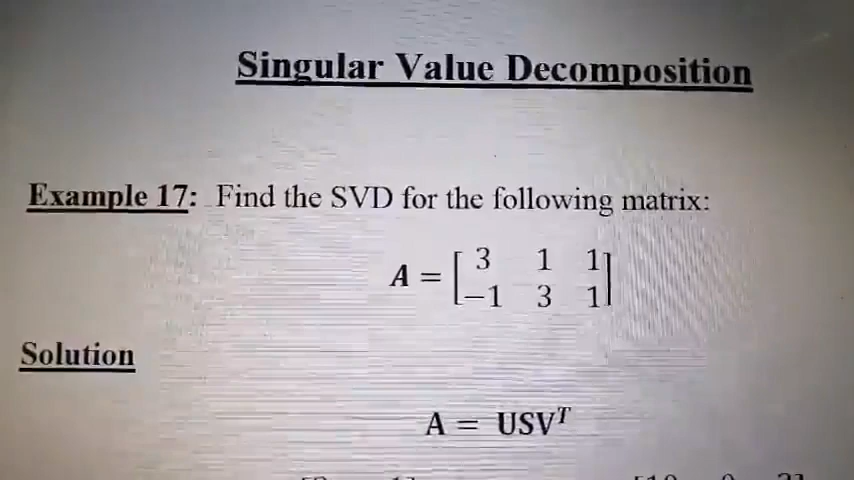 Singular Value Decomposition
Example 17: Find the SVD for the following matrix:
A = [ 3 1 1
-1 3 1 ]
Solution
A = USV^T